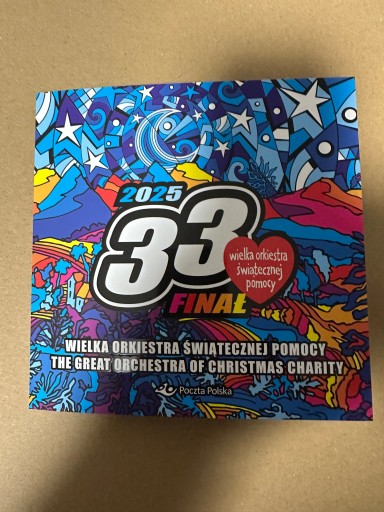 2025
33
wielka orkiestra
świątecznej
pomocy
FINAŁ
WIELKA ORKIESTRA ŚWIĄTECZNEJ POMOCY
THE GREAT ORCHESTRA OF CHRISTMAS CHARITY
Poczta Polska